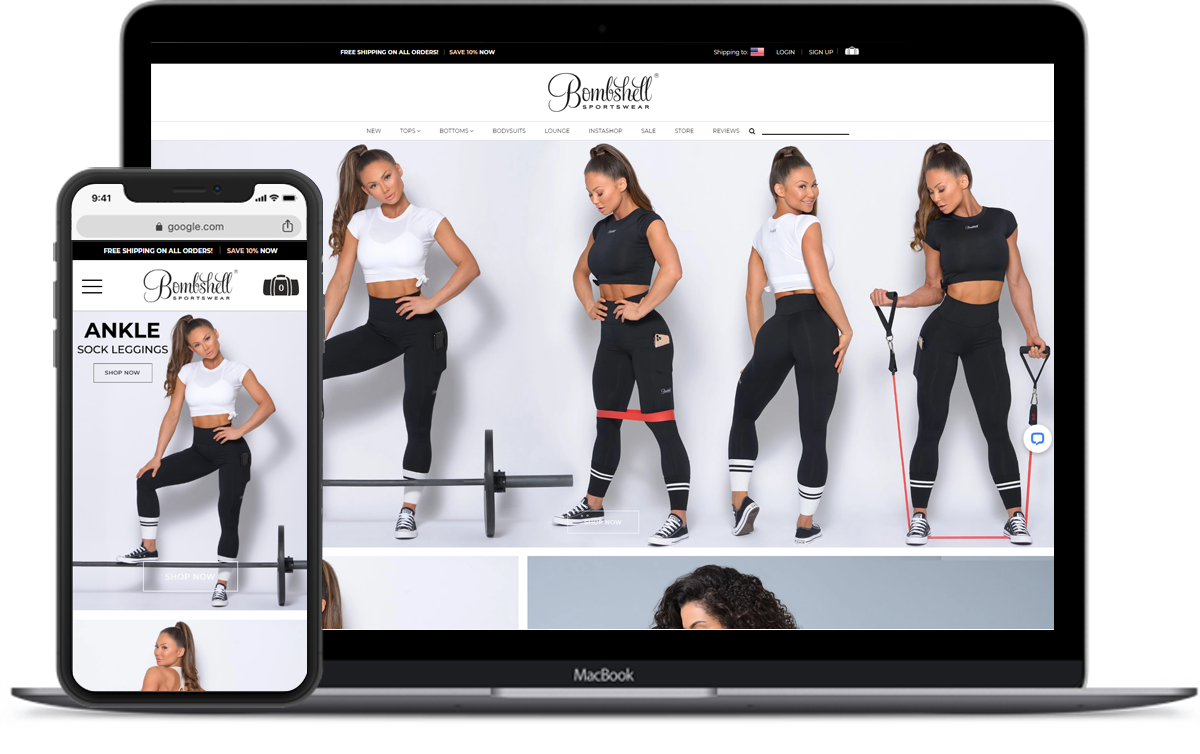 FREE SHIPPING ON ALL ORDERS! | SAVE 10% NOW
Shipping to: LOGIN | SIGN UP |
Bombshell®
SPORTSWEAR
NEW TOPS BOTTOMS BODYSUITS LOUNGE INSTASHOP SALE STORE REVIEWS
SHOP NOW
MacBook
9:41
google.com
FREE SHIPPING ON ALL ORDERS! | SAVE 10% NOW
Bombshell®
SPORTSWEAR
0
ANKLE
SOCK LEGGINGS
SHOP NOW
SHOP NOW